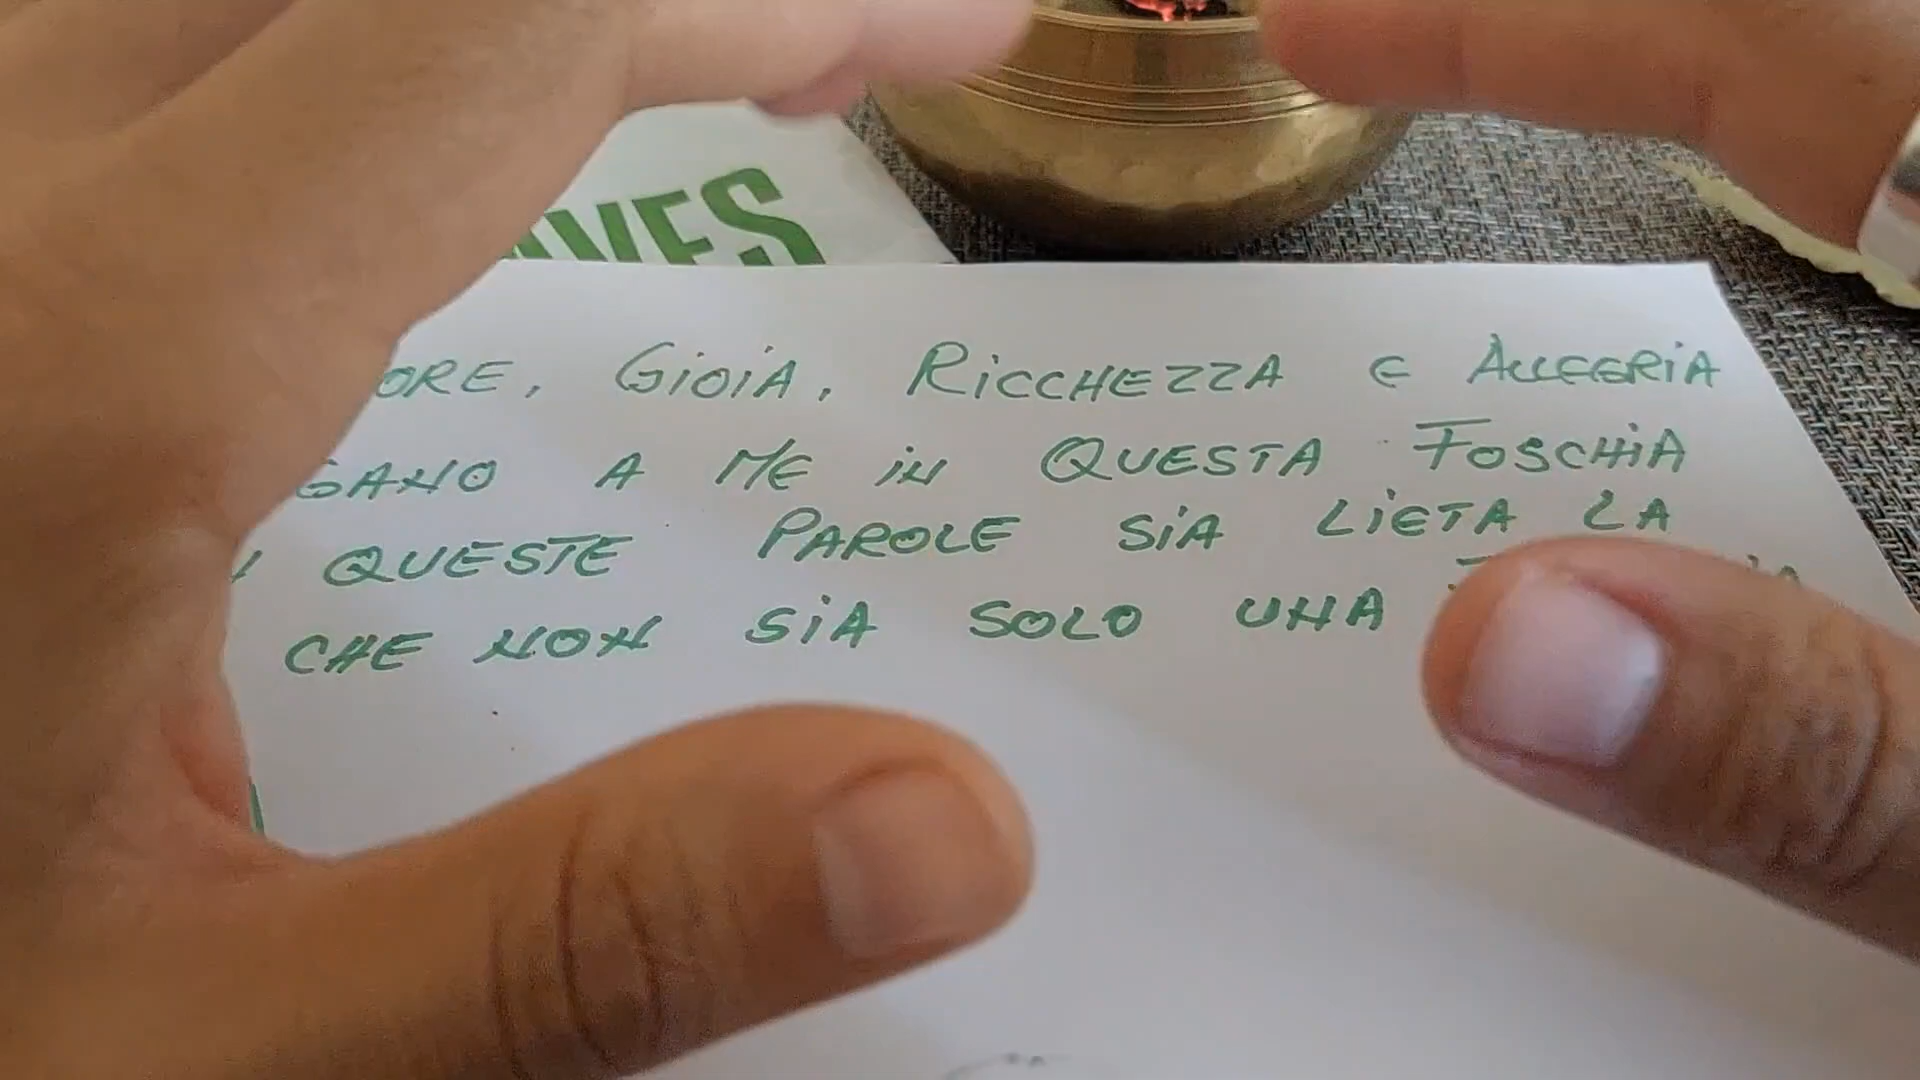 IVES
ORE, GIOIA, RICCHEZZA E ALLEGRIA
GANO A ME IN QUESTA FOSCHIA
QUESTE PAROLE SIA LIETA LA
CHE NON SIA SOLO UNA